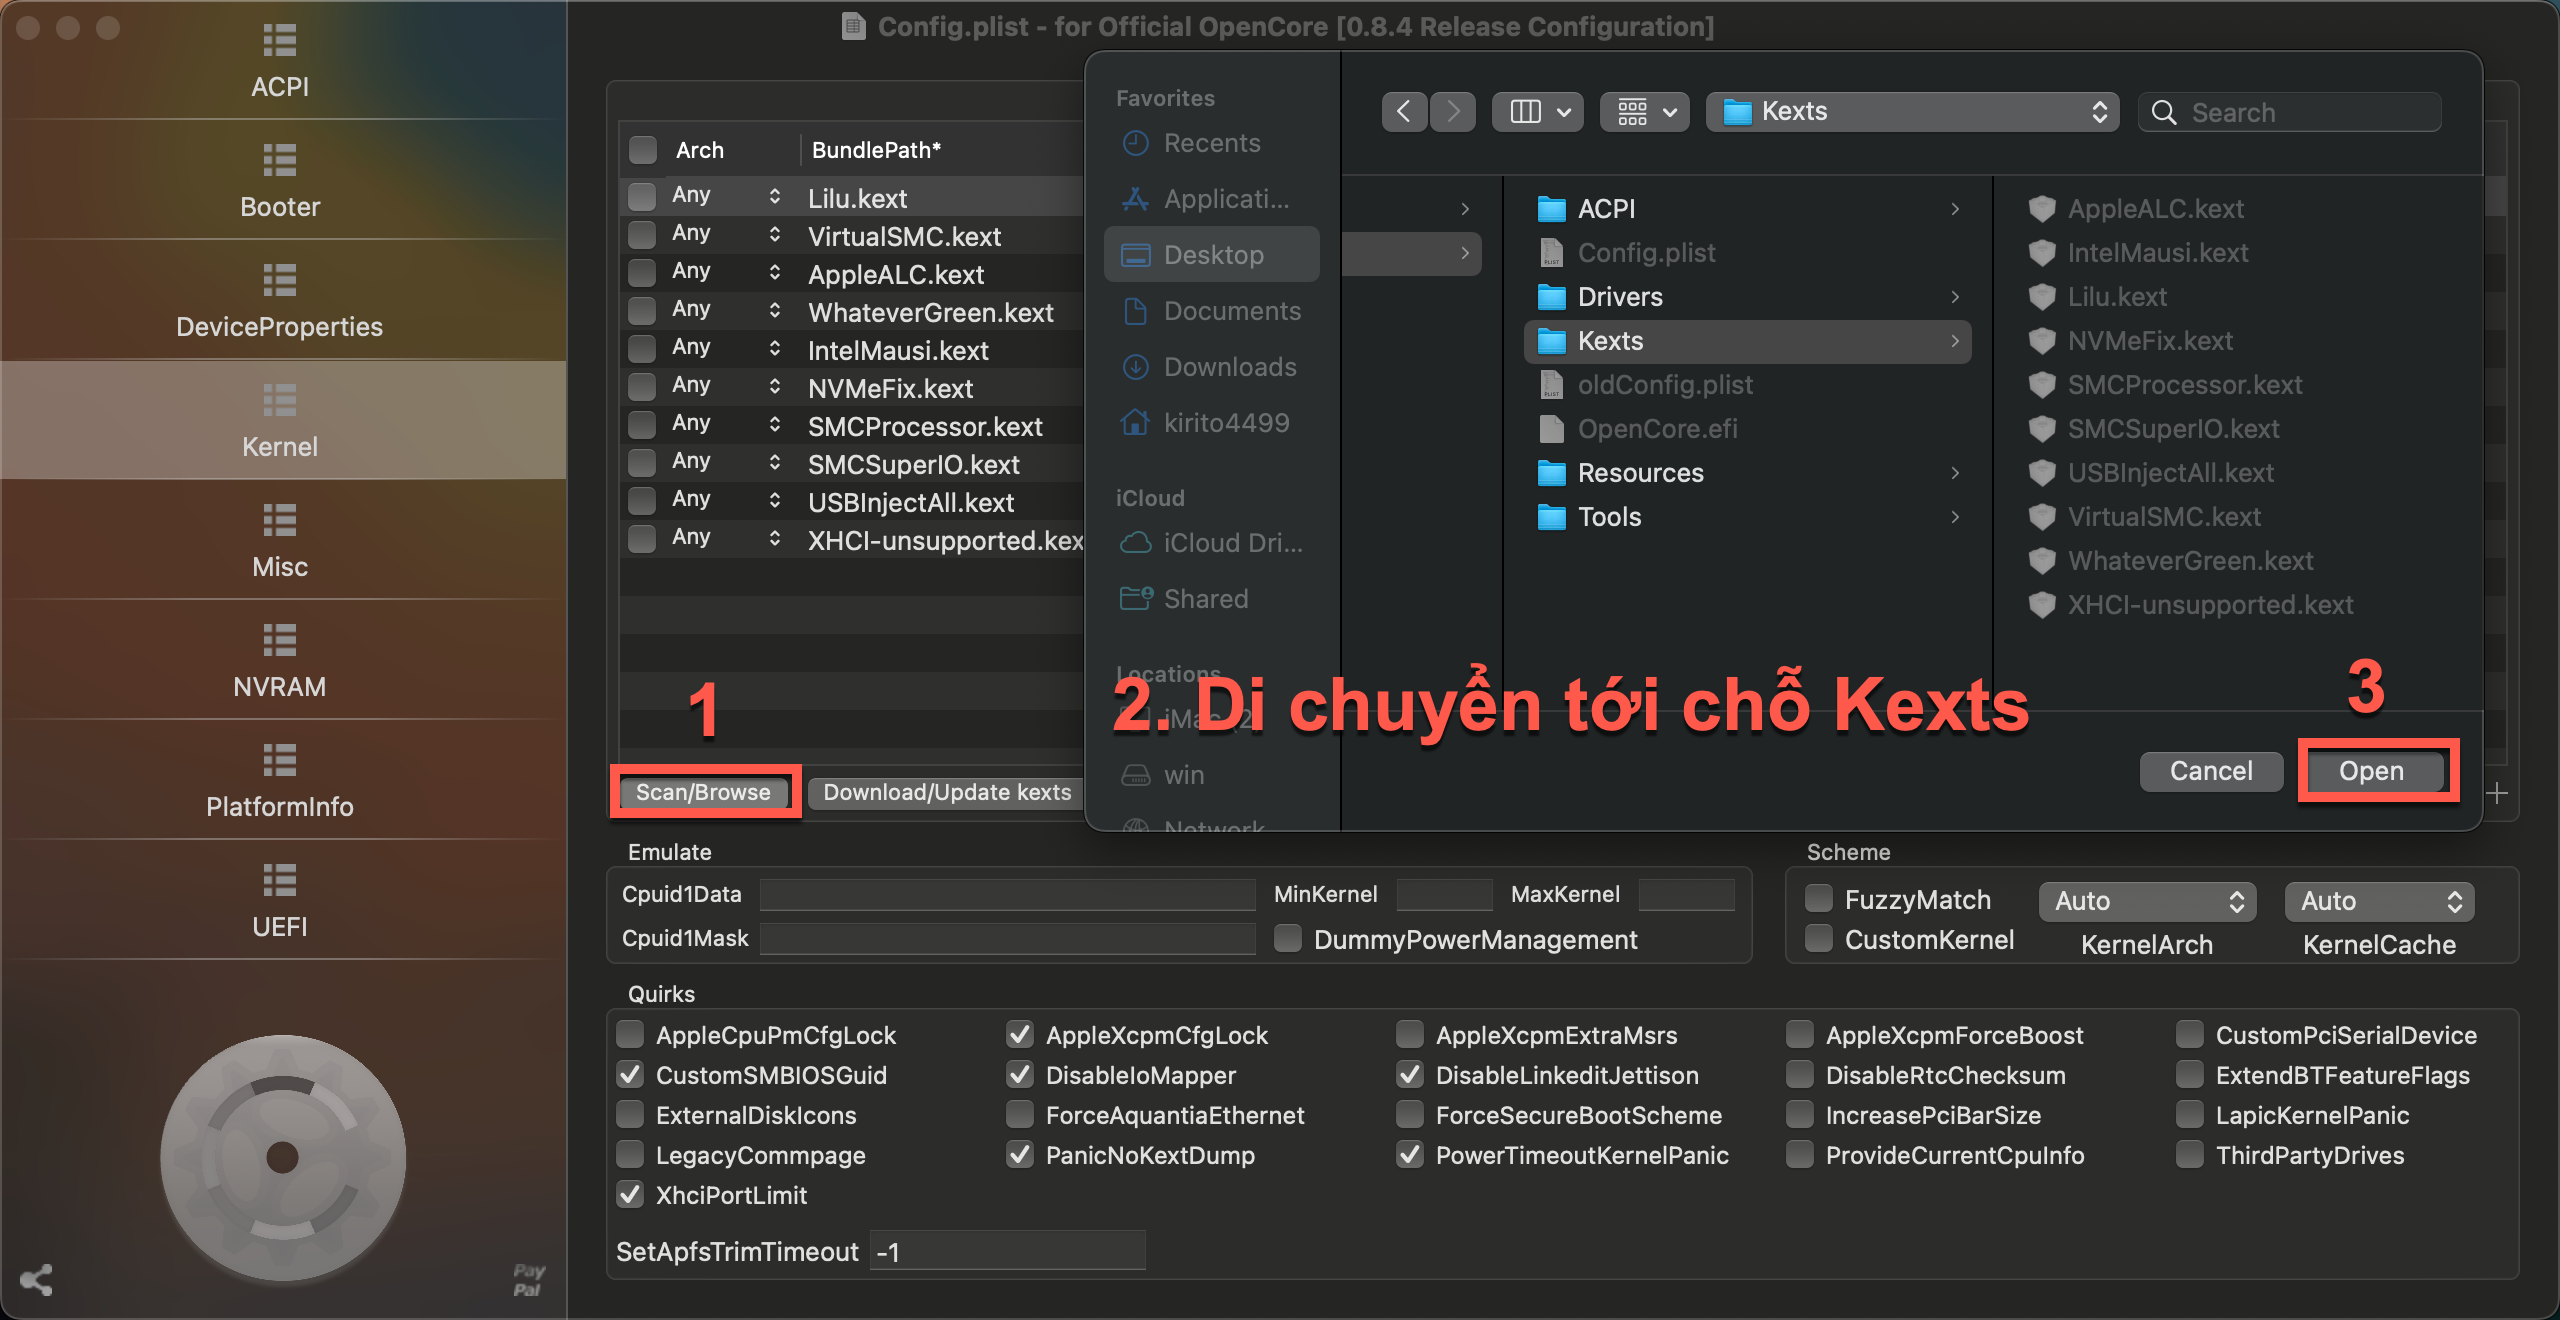 Config.plist - for Official OpenCore [0.8.4 Release Configuration]
ACPI
Booter
DeviceProperties
Kernel
Misc
NVRAM
PlatformInfo
UEFI
Pay
Pal
Arch BundlePath*
Any Lilu.kext
Any VirtualSMC.kext
Any AppleALC.kext
Any WhateverGreen.kext
Any IntelMausi.kext
Any NVMeFix.kext
Any SMCProcessor.kext
Any SMCSuperIO.kext
Any USBInjectAll.kext
Any XHCI-unsupported.kex
1
Scan/Browse Download/Update kexts
Favorites
Recents
Applicati...
Desktop
Documents
Downloads
kirito4499
iCloud
iCloud Dri...
Shared
Locations
iMac (2)
win
Network
Kexts Search
ACPI
Config.plist
Drivers
Kexts
oldConfig.plist
OpenCore.efi
Resources
Tools
AppleALC.kext
IntelMausi.kext
Lilu.kext
NVMeFix.kext
SMCProcessor.kext
SMCSuperIO.kext
USBInjectAll.kext
VirtualSMC.kext
WhateverGreen.kext
XHCI-unsupported.kext
2. Di chuyển tới chỗ Kexts
3
Cancel Open
Emulate
Cpuid1Data MinKernel MaxKernel
Cpuid1Mask DummyPowerManagement
Scheme
FuzzyMatch Auto Auto
CustomKernel KernelArch KernelCache
Quirks
AppleCpuPmCfgLock AppleXcpmCfgLock AppleXcpmExtraMsrs AppleXcpmForceBoost CustomPciSerialDevice
CustomSMBIOSGuid DisableIoMapper DisableLinkeditJettison DisableRtcChecksum ExtendBTFeatureFlags
ExternalDiskIcons ForceAquantiaEthernet ForceSecureBootScheme IncreasePciBarSize LapicKernelPanic
LegacyCommpage PanicNoKextDump PowerTimeoutKernelPanic ProvideCurrentCpuInfo ThirdPartyDrives
XhciPortLimit
SetApfsTrimTimeout -1